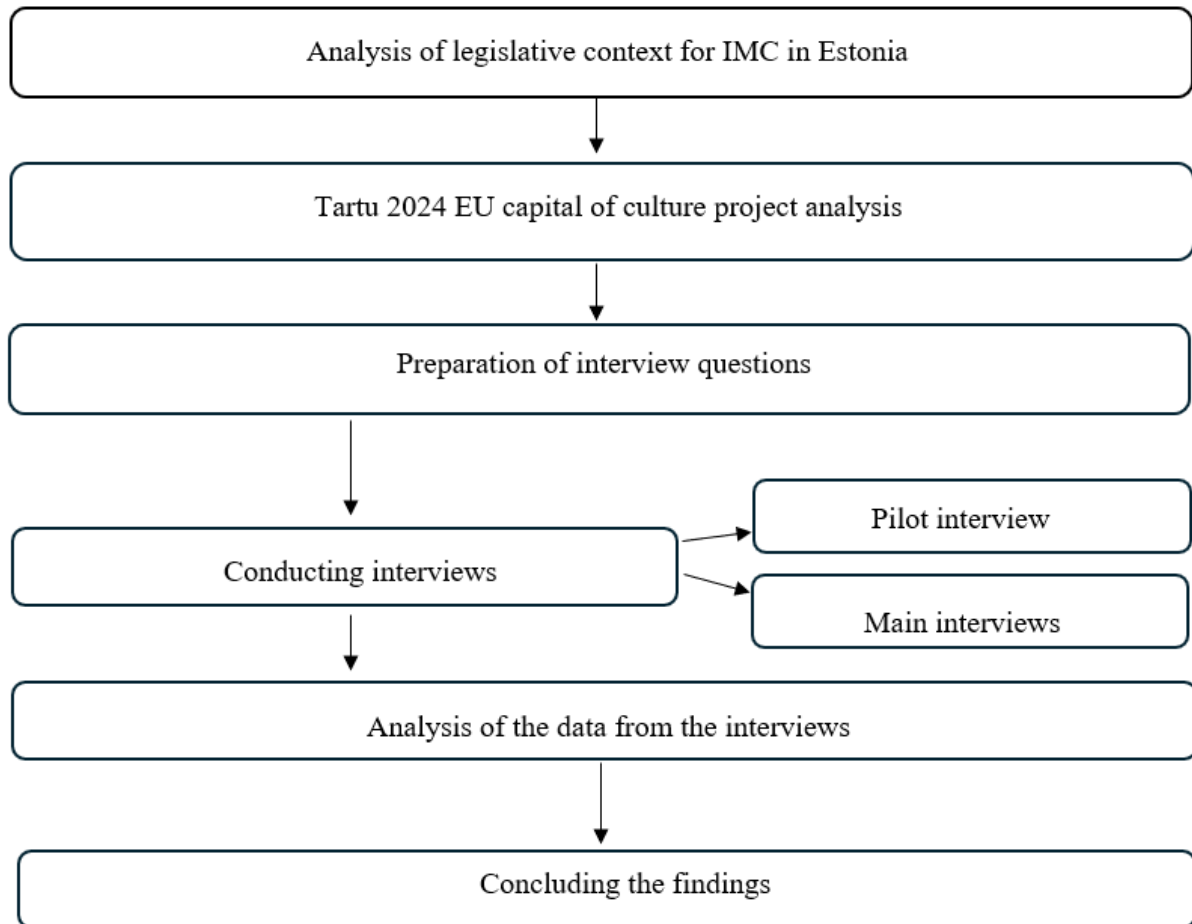 Analysis of legislative context for IMC in Estonia
Tartu 2024 EU capital of culture project analysis
Preparation of interview questions
Conducting interviews
Pilot interview
Main interviews
Analysis of the data from the interviews
Concluding the findings